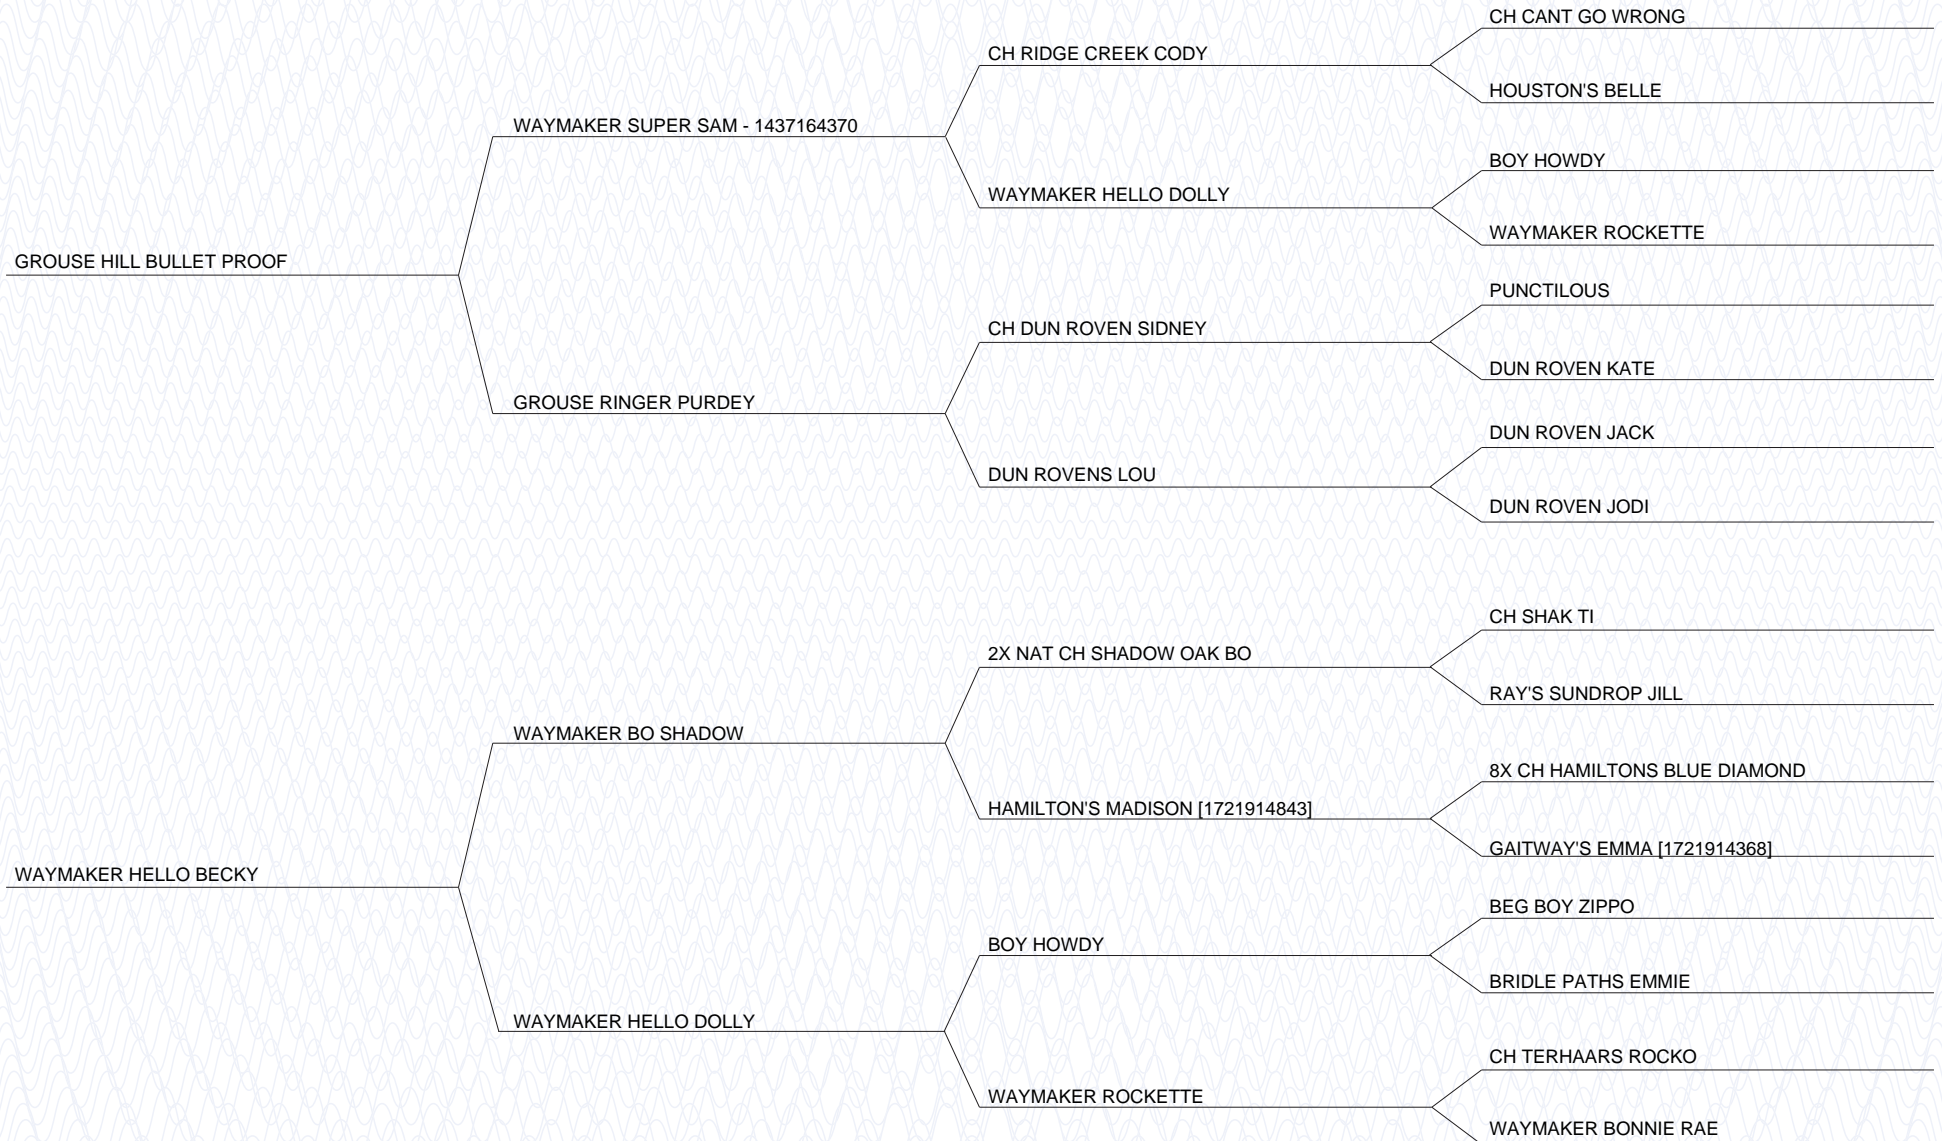 CH CANT GO WRONG
CH RIDGE CREEK CODY
HOUSTON'S BELLE
WAYMAKER SUPER SAM - 1437164370
BOY HOWDY
WAYMAKER HELLO DOLLY
WAYMAKER ROCKETTE
GROUSE HILL BULLET PROOF
PUNCTILOUS
CH DUN ROVEN SIDNEY
DUN ROVEN KATE
GROUSE RINGER PURDEY
DUN ROVEN JACK
DUN ROVENS LOU
DUN ROVEN JODI
CH SHAK TI
2X NAT CH SHADOW OAK BO
RAY'S SUNDROP JILL
WAYMAKER BO SHADOW
8X CH HAMILTONS BLUE DIAMOND
HAMILTON'S MADISON [1721914843]
GAITWAY'S EMMA [1721914368]
WAYMAKER HELLO BECKY
BEG BOY ZIPPO
BOY HOWDY
BRIDLE PATHS EMMIE
WAYMAKER HELLO DOLLY
CH TERHAARS ROCKO
WAYMAKER ROCKETTE
WAYMAKER BONNIE RAE